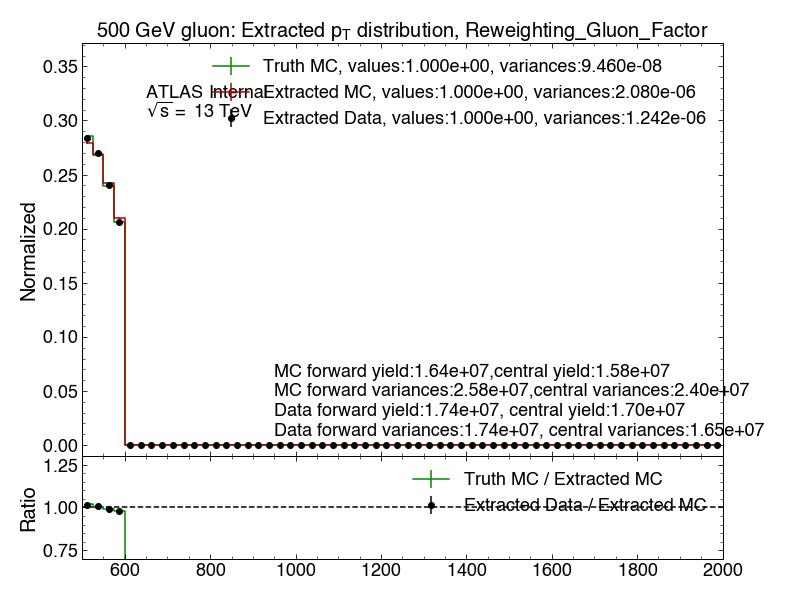 500 GeV gluon: Extracted pT distribution, Reweighting_Gluon_Factor
Truth MC, values:1.000e+00, variances:9.460e-08
ATLAS Internal
Extracted MC, values:1.000e+00, variances:2.080e-06
√s = 13 TeV
Extracted Data, values:1.000e+00, variances:1.242e-06
Normalized
0.35
0.30
0.25
0.20
0.15
0.10
0.05
0.00
MC forward yield:1.64e+07,central yield:1.58e+07
MC forward variances:2.58e+07,central variances:2.40e+07
Data forward yield:1.74e+07, central yield:1.70e+07
Data forward variances:1.74e+07, central variances:1.65e+07
Ratio
1.25
1.00
0.75
Truth MC / Extracted MC
Extracted Data / Extracted MC
600 800 1000 1200 1400 1600 1800 2000